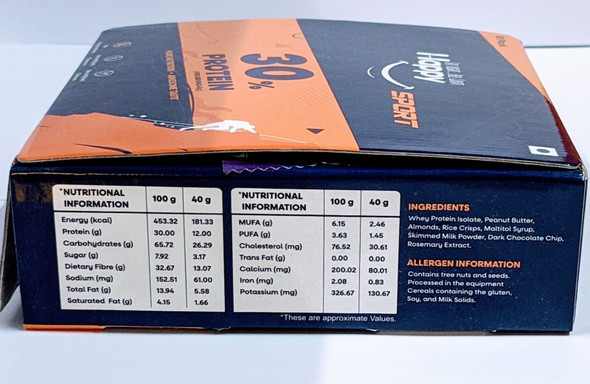 30%
PROTEIN
Happy
SPORT
*NUTRITIONAL INFORMATION 100 g 40 g
Energy (kcal) 453.32 181.33
Protein (g) 30.00 12.00
Carbohydrates (g) 65.72 26.29
Sugar (g) 7.92 3.17
Dietary Fibre (g) 32.67 13.07
Sodium (mg) 152.51 61.00
Total Fat (g) 13.94 5.58
Saturated Fat (g) 4.15 1.66
*NUTRITIONAL INFORMATION 100 g 40 g
MUFA (g) 6.15 2.46
PUFA (g) 3.63 1.45
Cholesterol (mg) 76.52 30.61
Trans Fat (g) 0.00 0.00
Calcium (mg) 200.02 80.01
Iron (mg) 2.08 0.83
Potassium (mg) 326.67 130.67
*These are approximate Values.
INGREDIENTS
Whey Protein Isolate, Peanut Butter,
Almonds, Rice Crisps, Maltitol Syrup,
Skimmed Milk Powder, Dark Chocolate Chip,
Rosemary Extract.
ALLERGEN INFORMATION
Contains tree nuts and seeds.
Processed in the equipment
Cereals containing the gluten,
Soy, and Milk Solids.